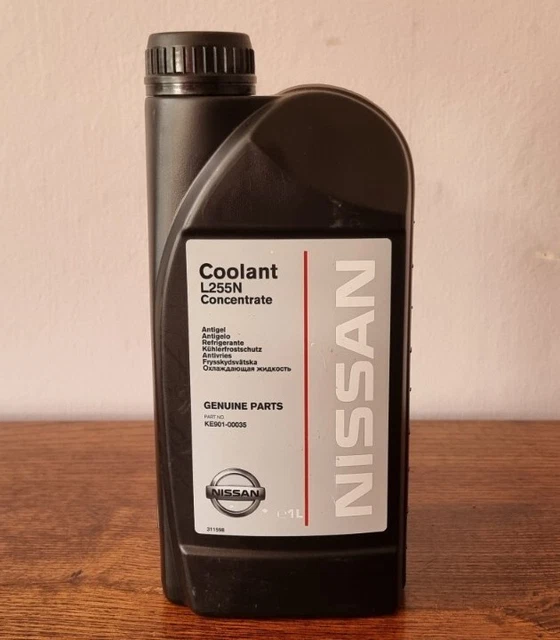 Coolant
L255N
Concentrate
Antigel
Antigelo
Refrigerante
Kühlerfrostschutz
Antivries
Frysskydsvätska
Охлаждающая жидкость
GENUINE PARTS
PART NO
KE901-00035
NISSAN
1L
311598
NISSAN